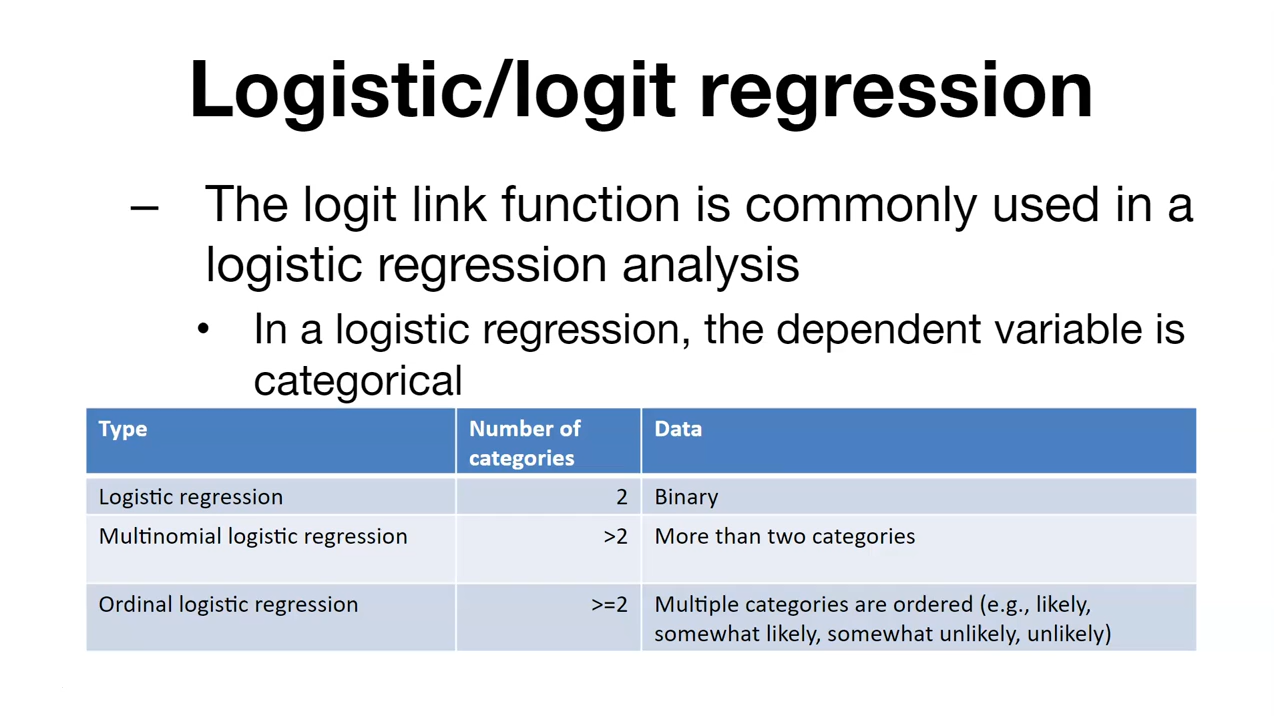 Logistic/logit regression
– The logit link function is commonly used in a
logistic regression analysis
• In a logistic regression, the dependent variable is
categorical
Type Number of Data
categories
Logistic regression 2 Binary
Multinomial logistic regression >2 More than two categories
Ordinal logistic regression >=2 Multiple categories are ordered (e.g., likely,
somewhat likely, somewhat unlikely, unlikely)